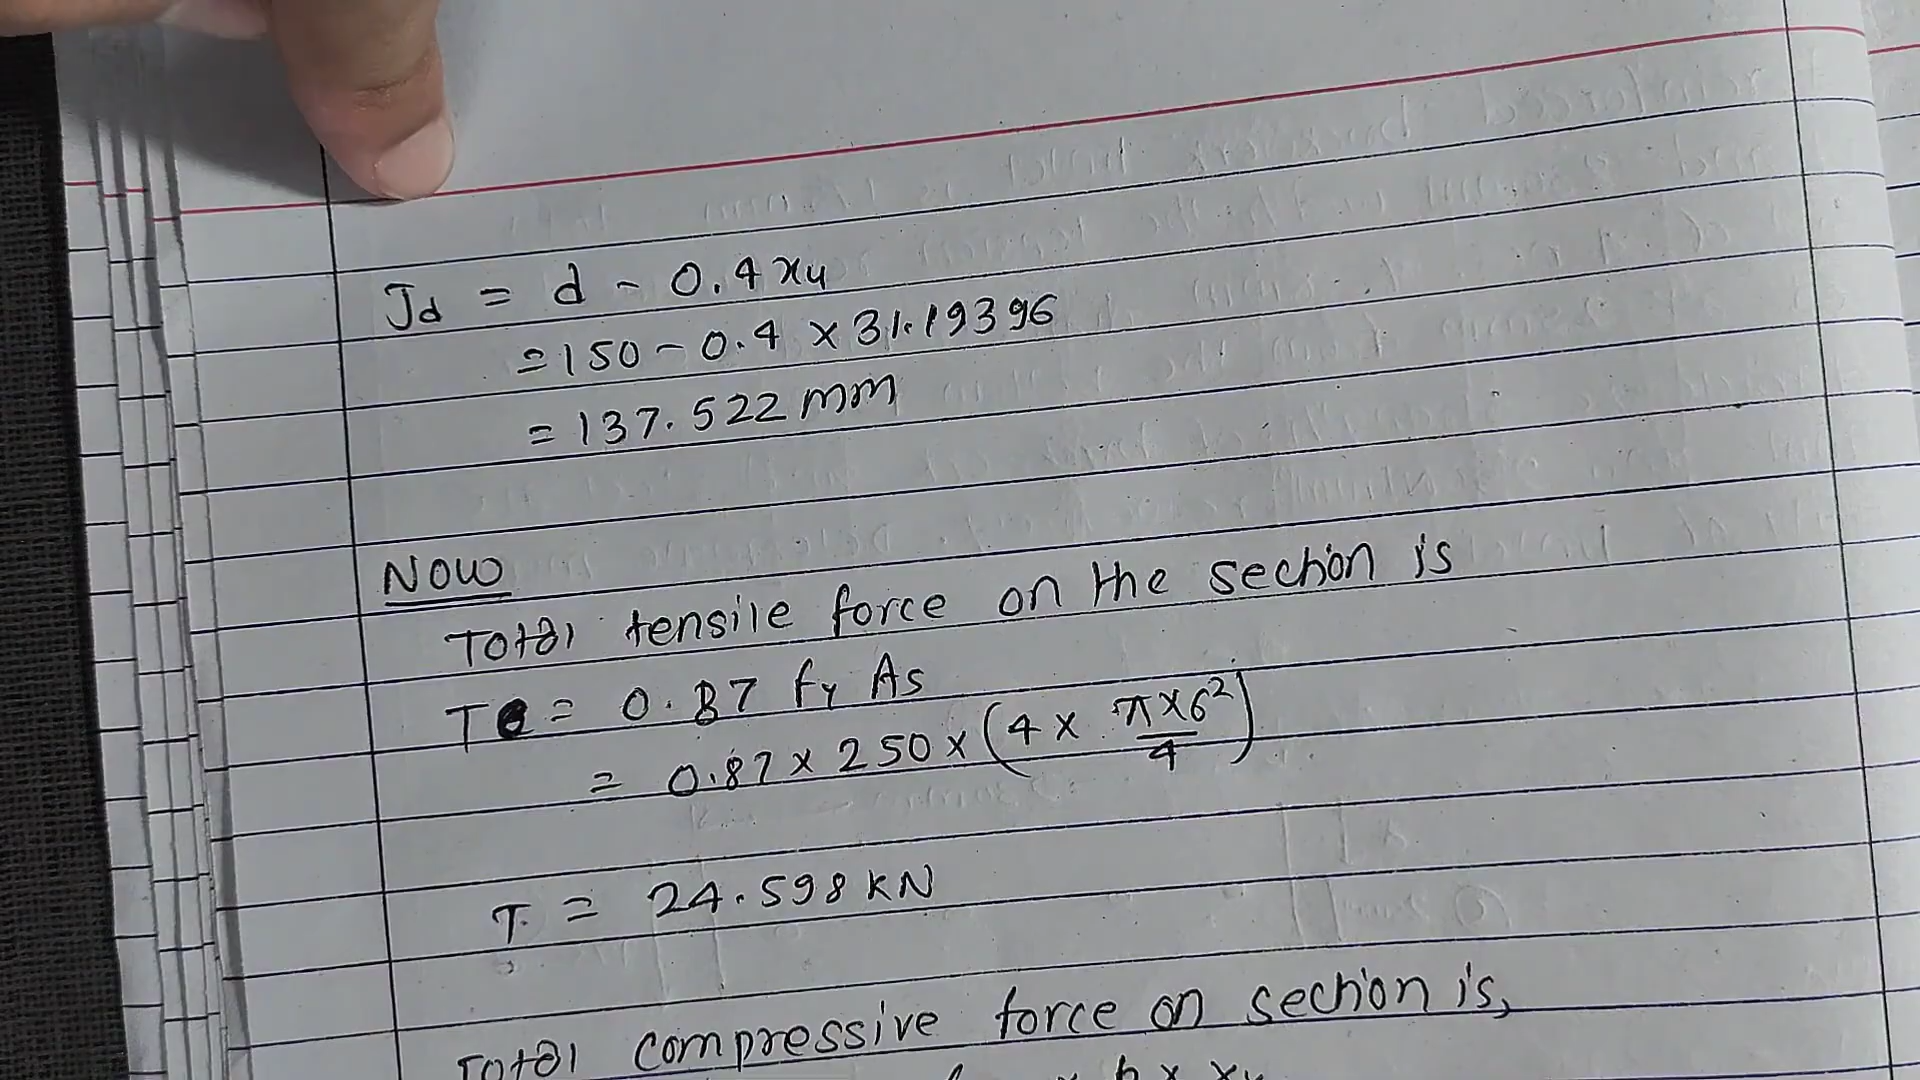 Jd = d - 0.4 xu
= 150 - 0.4 × 31.19396
= 137.522 mm
Now
Total tensile force on the section is
T = 0.87 fy As
= 0.87 × 250 × (4 × π×6²/4)
T = 24.598 KN
Total compressive force on section is,
× b × xu